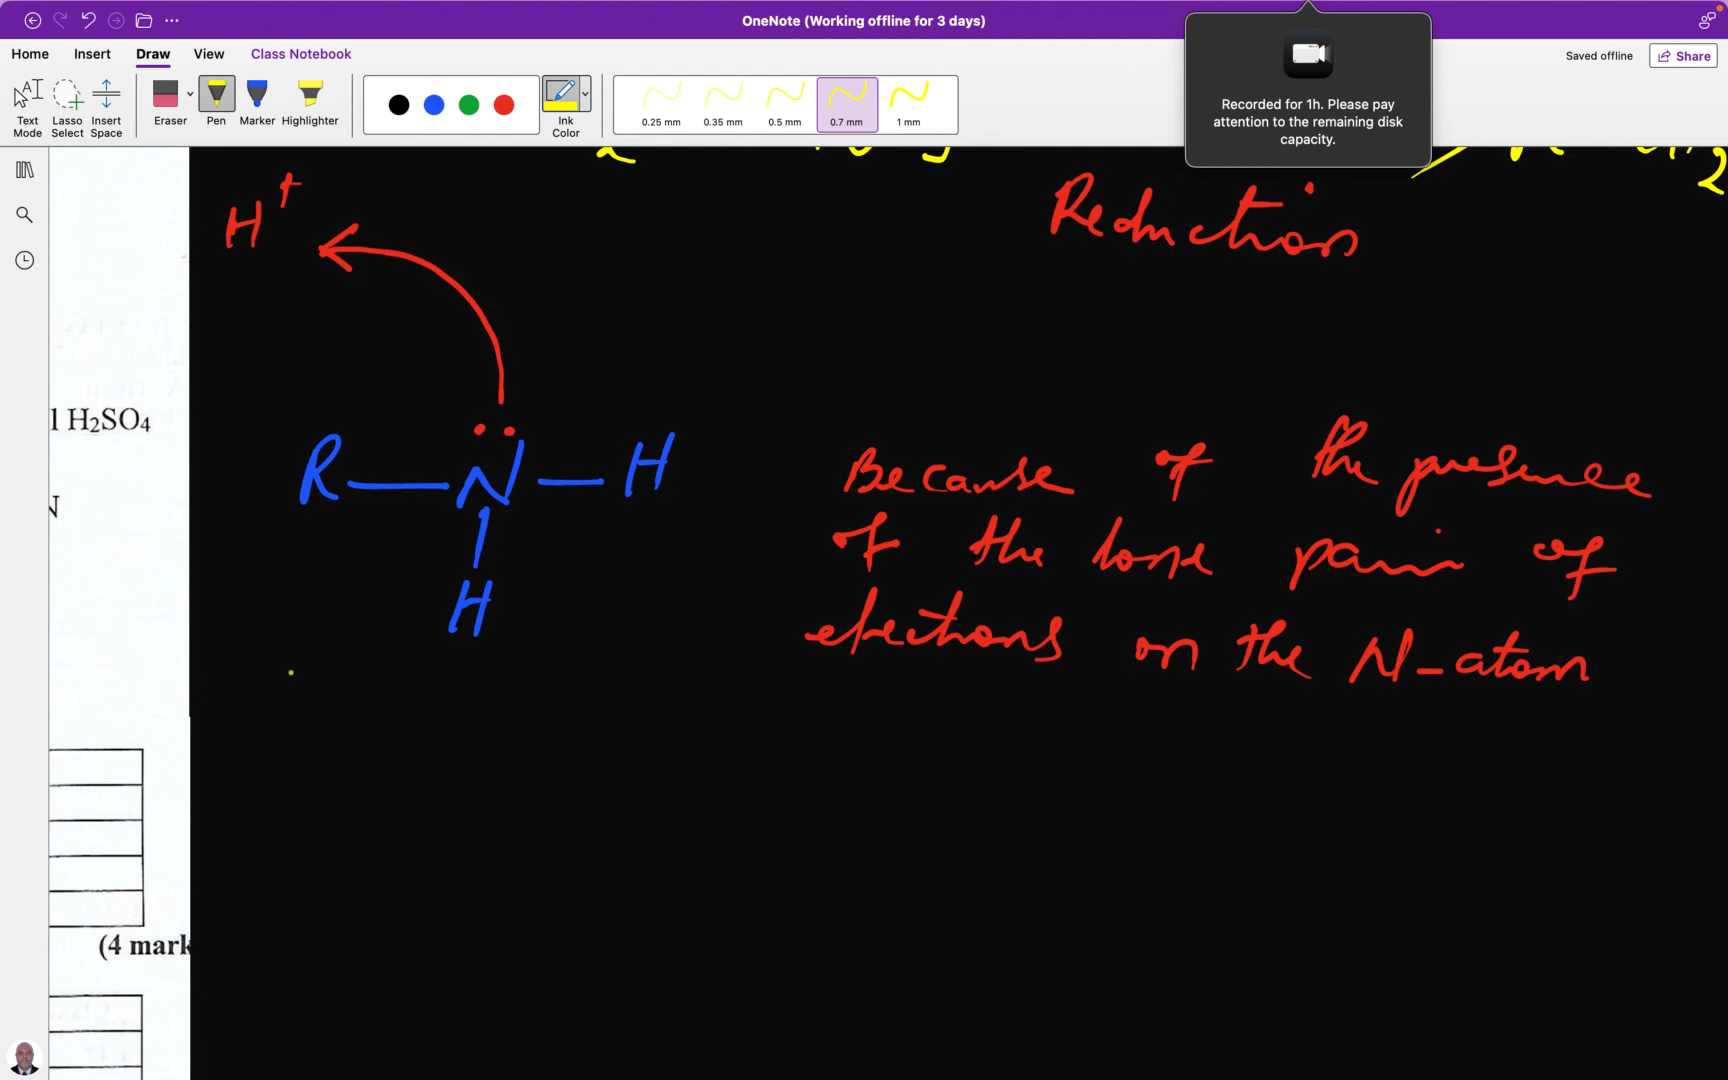 OneNote (Working offline for 3 days)
Home Insert Draw View Class Notebook
Saved offline
Share
Text Mode
Lasso Select
Insert Space
Eraser
Pen
Marker
Highlighter
Ink Color
0.25 mm
0.35 mm
0.5 mm
0.7 mm
1 mm
Recorded for 1h. Please pay
attention to the remaining disk
capacity.
H+
Reduction
l H₂SO₄
N
R—N̈—H
H
Because of the presence
of the lone pair of
electrons on the N-atom
(4 mark